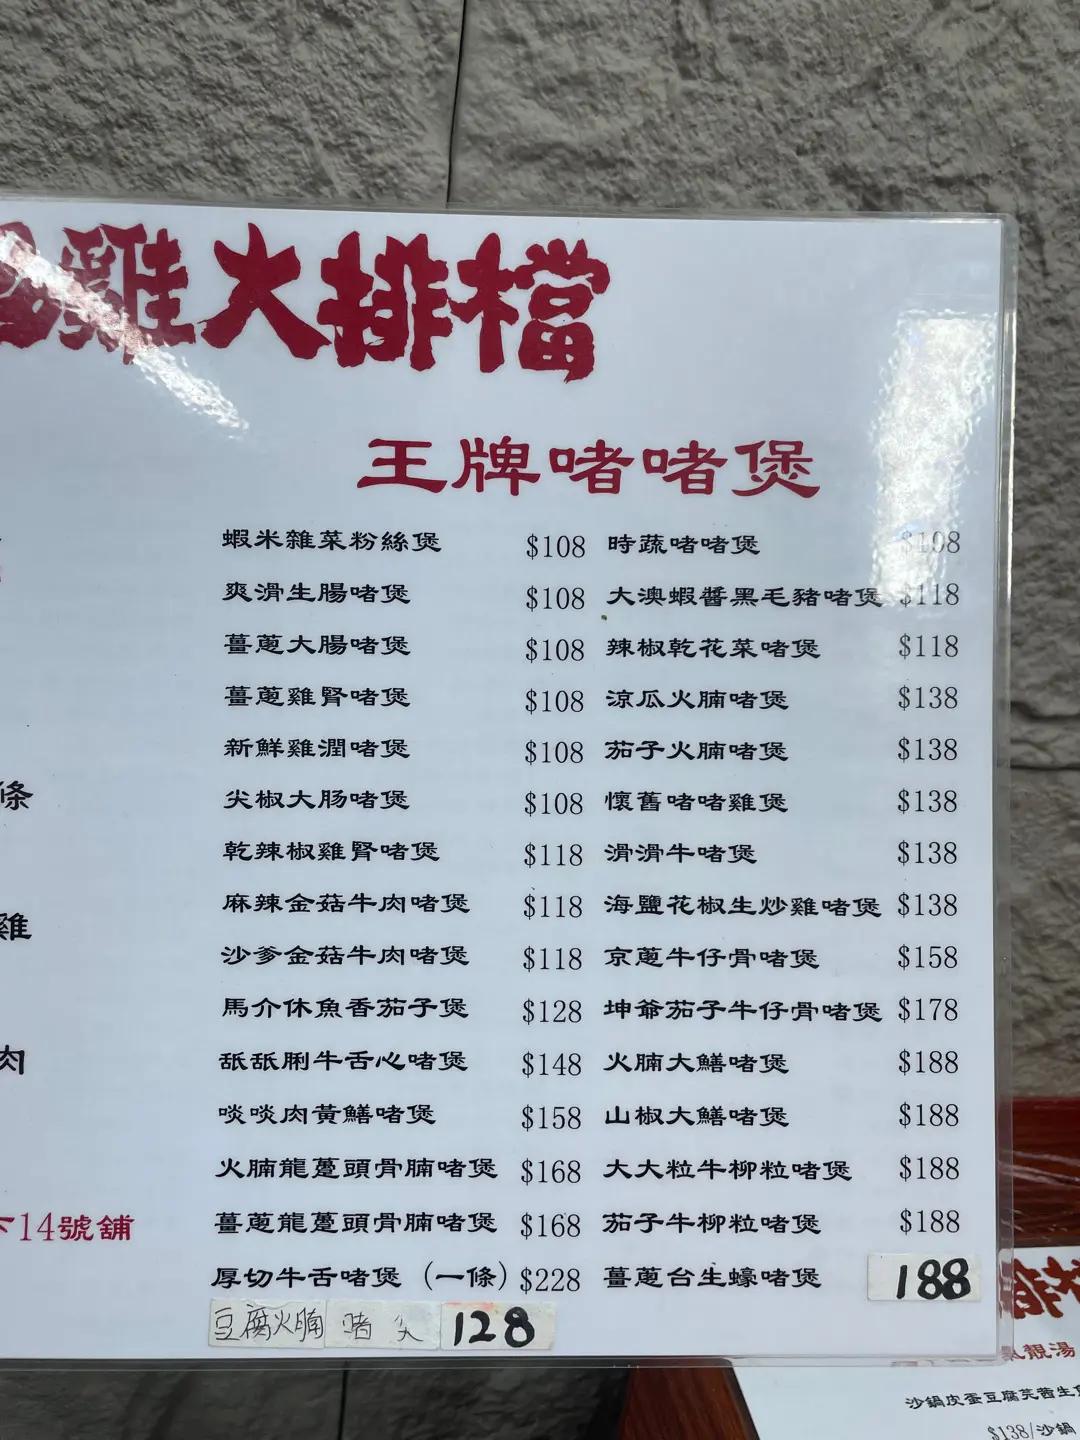 雞大排檔
王牌啫啫煲
蝦米雜菜粉絲煲 $108
爽滑生腸啫煲 $108
薑蔥大腸啫煲 $108
薑蔥雞腎啫煲 $108
新鮮雞潤啫煲 $108
尖椒大肠啫煲 $108
乾辣椒雞腎啫煲 $118
麻辣金菇牛肉啫煲 $118
沙爹金菇牛肉啫煲 $118
馬介休魚香茄子煲 $128
舐舐脷牛舌心啫煲 $148
啖啖肉黃鱔啫煲 $158
火腩龍躉頭骨腩啫煲 $168
薑蔥龍躉頭骨腩啫煲 $168
厚切牛舌啫煲（一條）$228
豆腐火腩 啫 128
時蔬啫啫煲 $108
大澳蝦醬黑毛豬啫煲 $118
辣椒乾花菜啫煲 $118
涼瓜火腩啫煲 $138
茄子火腩啫煲 $138
懷舊啫啫雞煲 $138
滑滑牛啫煲 $138
海鹽花椒生炒雞啫煲 $138
京蔥牛仔骨啫煲 $158
坤爺茄子牛仔骨啫煲 $178
火腩大鱔啫煲 $188
山椒大鱔啫煲 $188
大大粒牛柳粒啫煲 $188
茄子牛柳粒啫煲 $188
薑蔥台生蠔啫煲 188
條
雞
肉
下14號舖
靚湯
沙鍋皮蛋豆腐芫茜生
$138/沙鍋